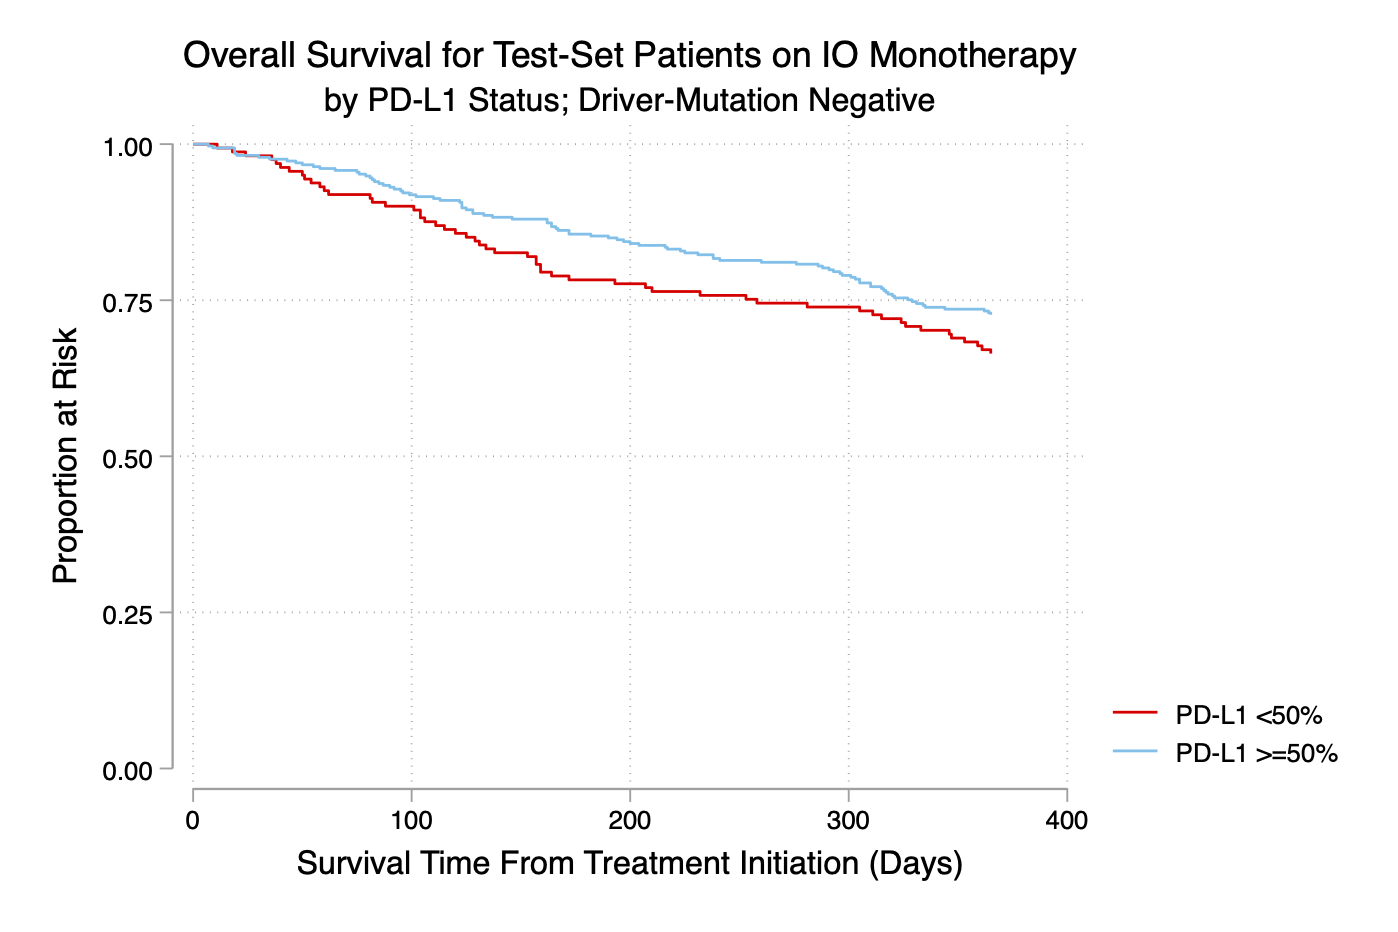 Overall Survival for Test-Set Patients on IO Monotherapy
by PD-L1 Status; Driver-Mutation Negative
1.00
0.75
0.50
0.25
0.00
Proportion at Risk
0 100 200 300 400
Survival Time From Treatment Initiation (Days)
PD-L1 <50%
PD-L1 >=50%